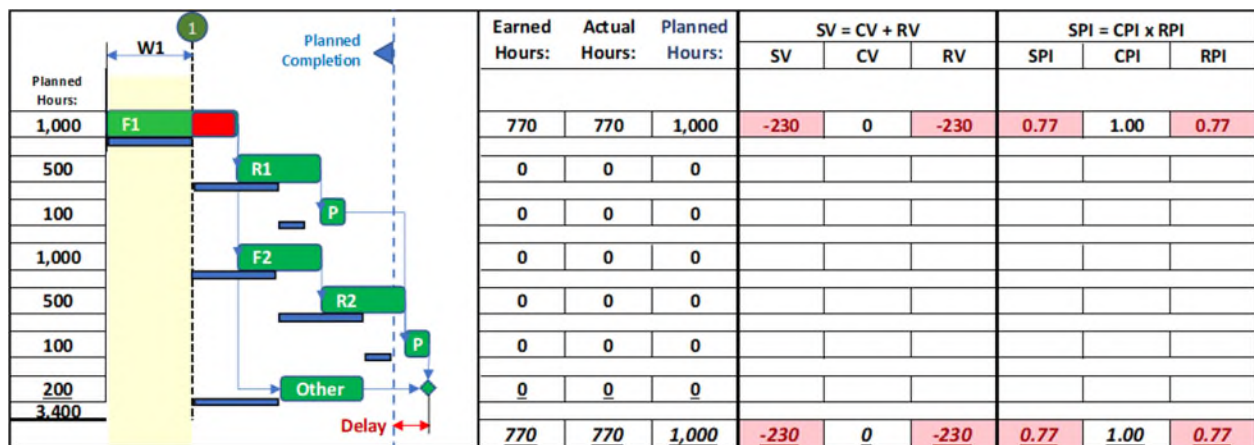 1
W1
Planned
Completion
Earned
Hours:
Actual
Hours:
Planned
Hours:
SV = CV + RV
SV CV RV
SPI = CPI x RPI
SPI CPI RPI
Planned
Hours:
1,000 F1 770 770 1,000 -230 0 -230 0.77 1.00 0.77
500 R1 0 0 0
100 P 0 0 0
1,000 F2 0 0 0
500 R2 0 0 0
100 P 0 0 0
200 Other 0 0 0
3,400
Delay 770 770 1,000 -230 0 -230 0.77 1.00 0.77